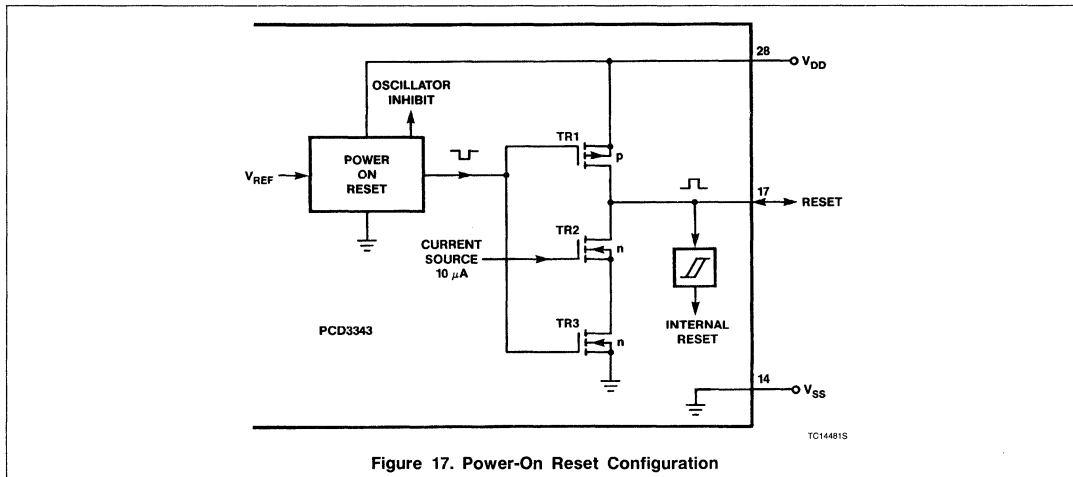 28
V_DD
OSCILLATOR
INHIBIT
TR1
p
POWER
ON
RESET
V_REF
17
RESET
TR2
n
CURRENT
SOURCE
10 μA
TR3
n
INTERNAL
RESET
PCD3343
14
V_SS
TC14481S
Figure 17. Power-On Reset Configuration